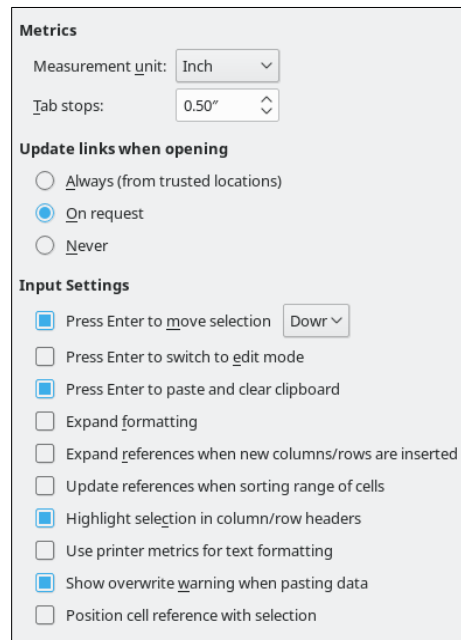 Metrics
Measurement unit: Inch
Tab stops: 0.50″
Update links when opening
Always (from trusted locations)
On request
Never
Input Settings
Press Enter to move selection Dowr
Press Enter to switch to edit mode
Press Enter to paste and clear clipboard
Expand formatting
Expand references when new columns/rows are inserted
Update references when sorting range of cells
Highlight selection in column/row headers
Use printer metrics for text formatting
Show overwrite warning when pasting data
Position cell reference with selection